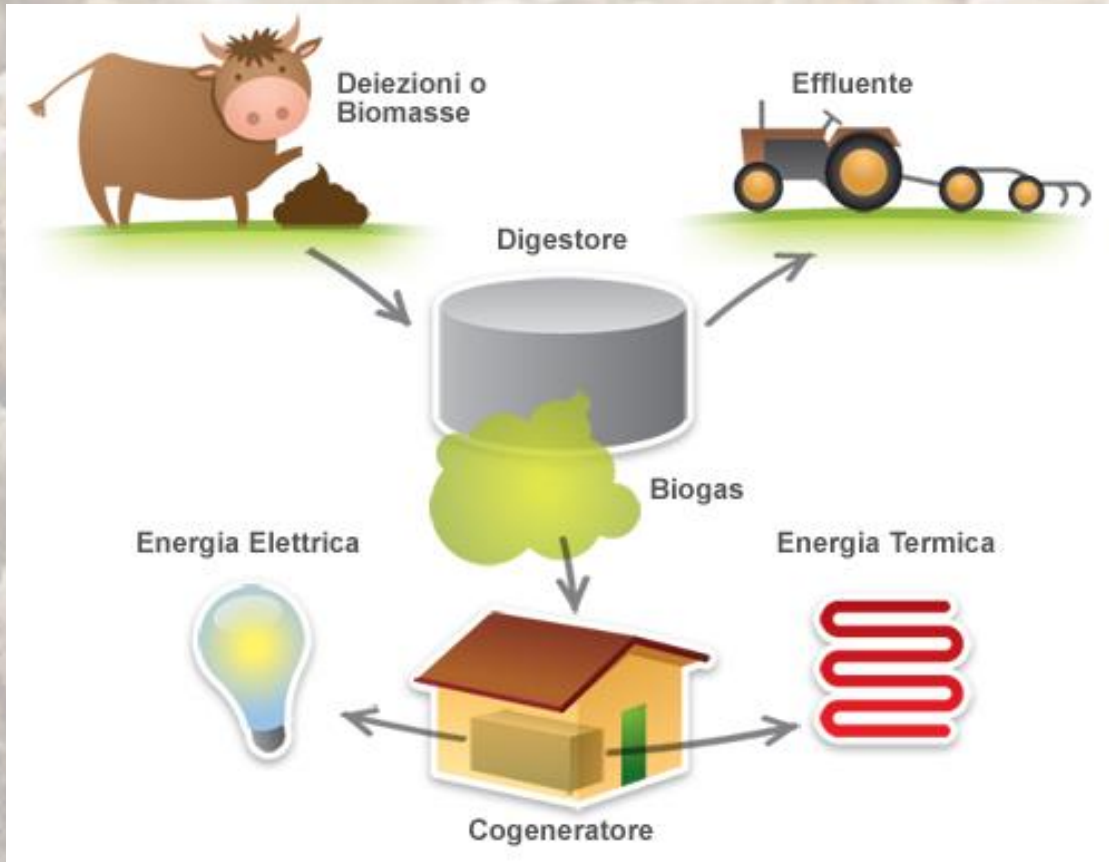 Deiezioni o
Biomasse
Effluente
Digestore
Biogas
Energia Elettrica
Energia Termica
Cogeneratore